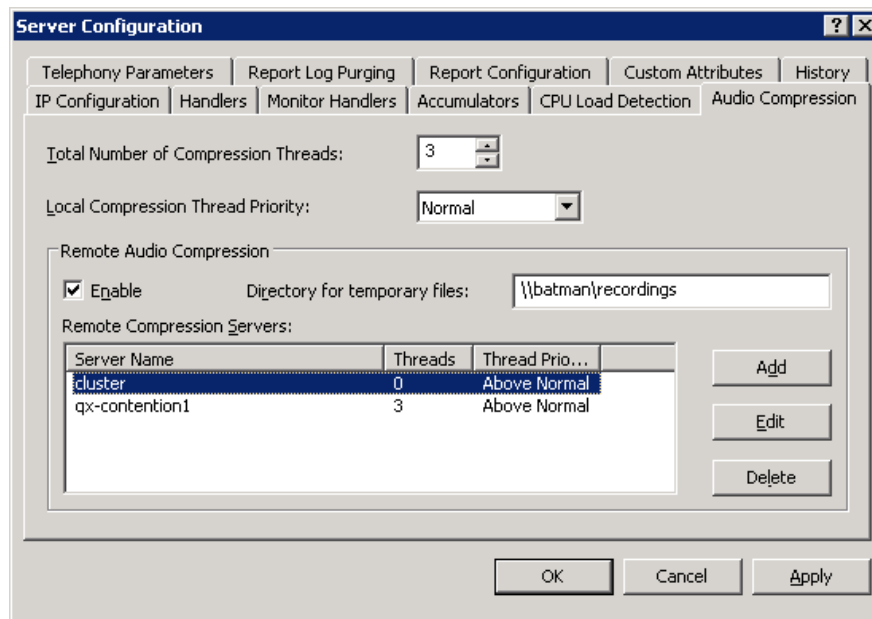 Server Configuration
Telephony Parameters Report Log Purging Report Configuration Custom Attributes History
IP Configuration Handlers Monitor Handlers Accumulators CPU Load Detection Audio Compression
Total Number of Compression Threads: 3
Local Compression Thread Priority: Normal
Remote Audio Compression
Enable Directory for temporary files: \\batman\recordings
Remote Compression Servers:
Server Name Threads Thread Prio...
cluster 0 Above Normal
qx-contention1 3 Above Normal
Add
Edit
Delete
OK Cancel Apply